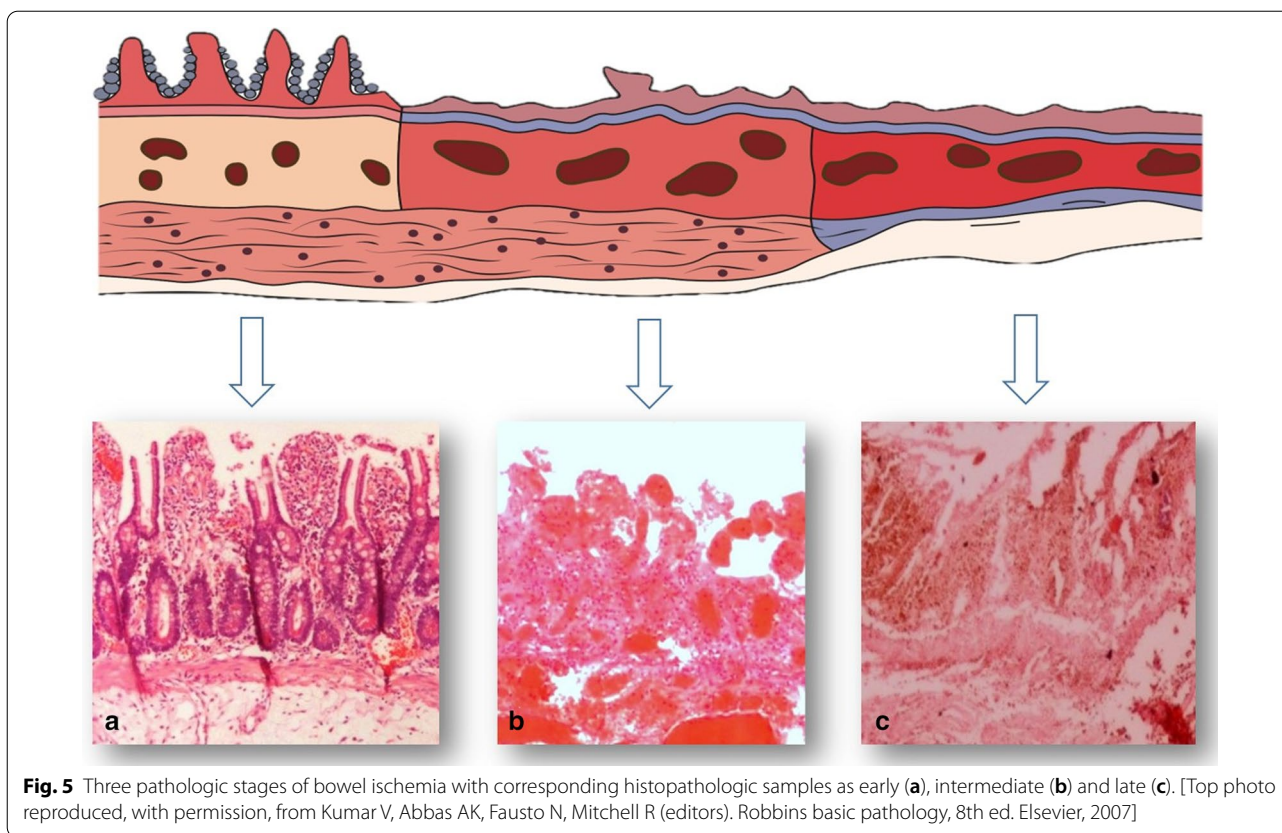 a
b
c
Fig. 5 Three pathologic stages of bowel ischemia with corresponding histopathologic samples as early (a), intermediate (b) and late (c). [Top photo
reproduced, with permission, from Kumar V, Abbas AK, Fausto N, Mitchell R (editors). Robbins basic pathology, 8th ed. Elsevier, 2007]